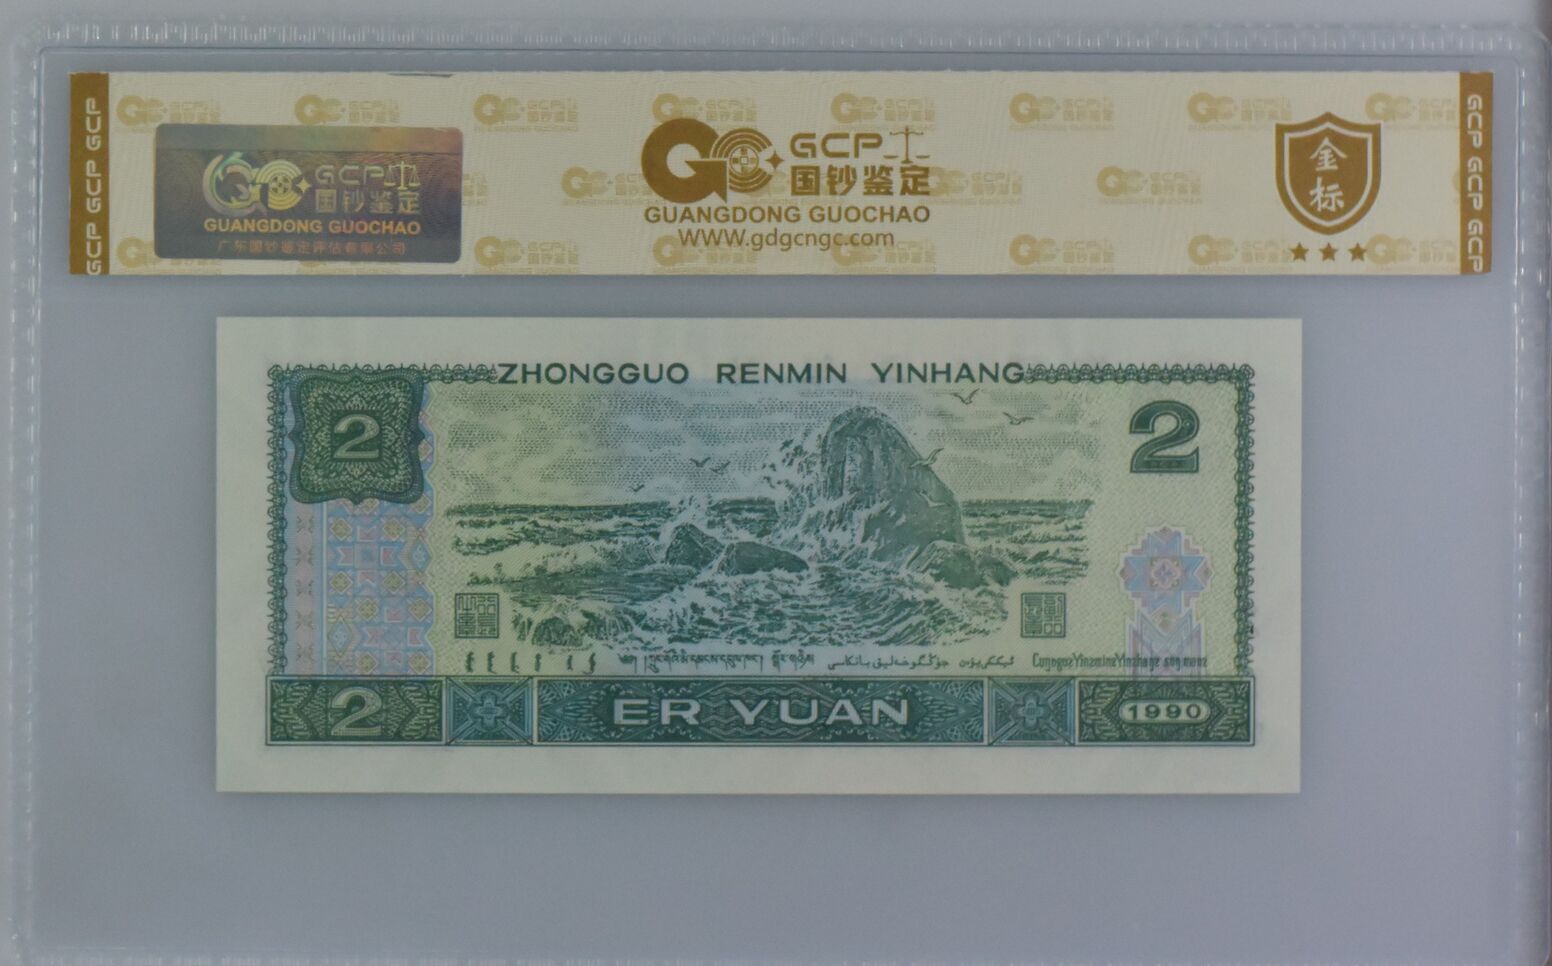 GCP GCP GCP
GCP
国钞鉴定
GUANGDONG GUOCHAO
广东国钞鉴定评估有限公司
GCP
国钞鉴定
GUANGDONG GUOCHAO
WWW.gdgcngc.com
金
标
GCP GCP GCP
ZHONGGUO RENMIN YINHANG
2
2
2
ER YUAN
1990